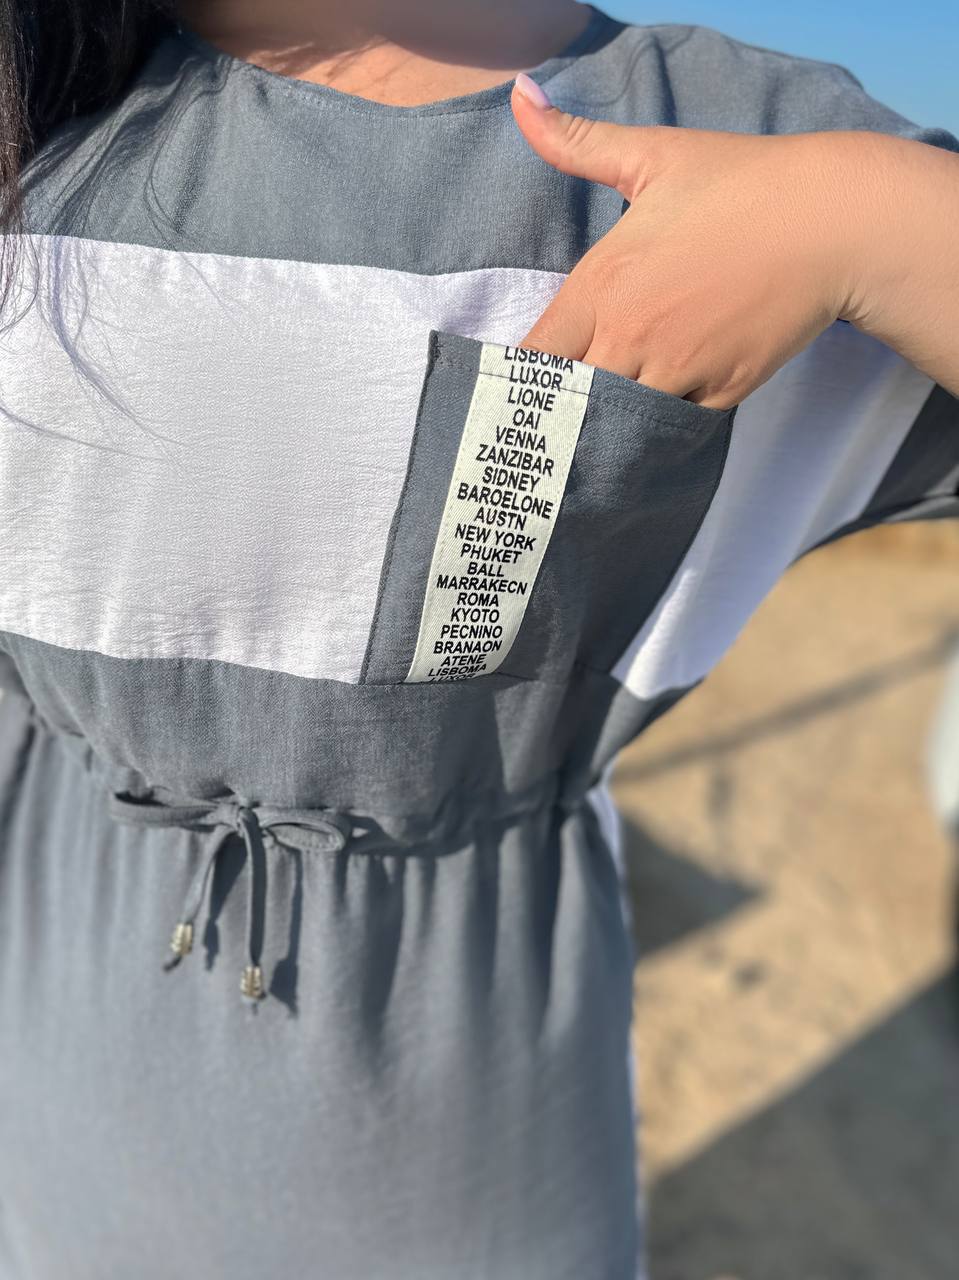 LISBOMA
LUXOR
LIONE
OAI
VENNA
ZANZIBAR
SIDNEY
BAROELONE
AUSTN
NEW YORK
PHUKET
BALL
MARRAKECN
ROMA
KYOTO
PECNINO
BRANAON
ATENE
LISBOMA
LUXOR